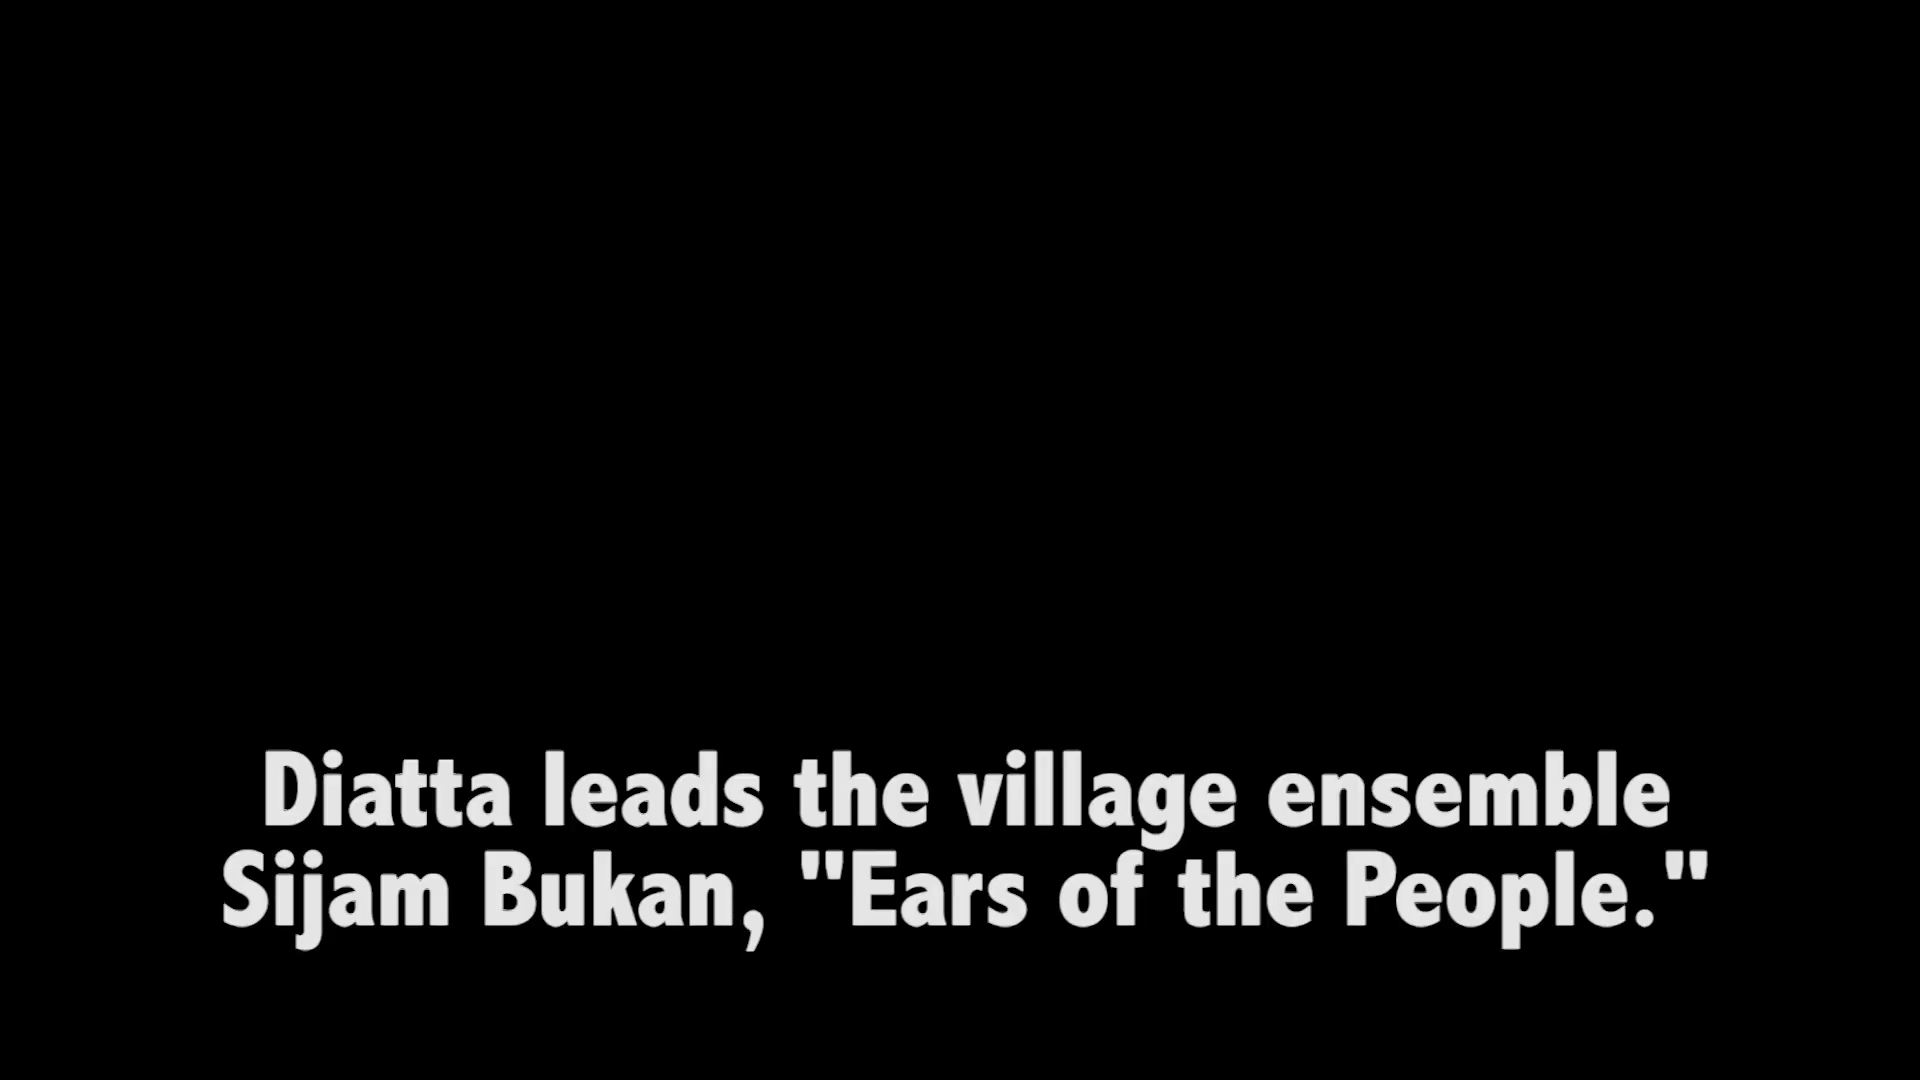 Diatta leads the village ensemble
Sijam Bukan, "Ears of the People."